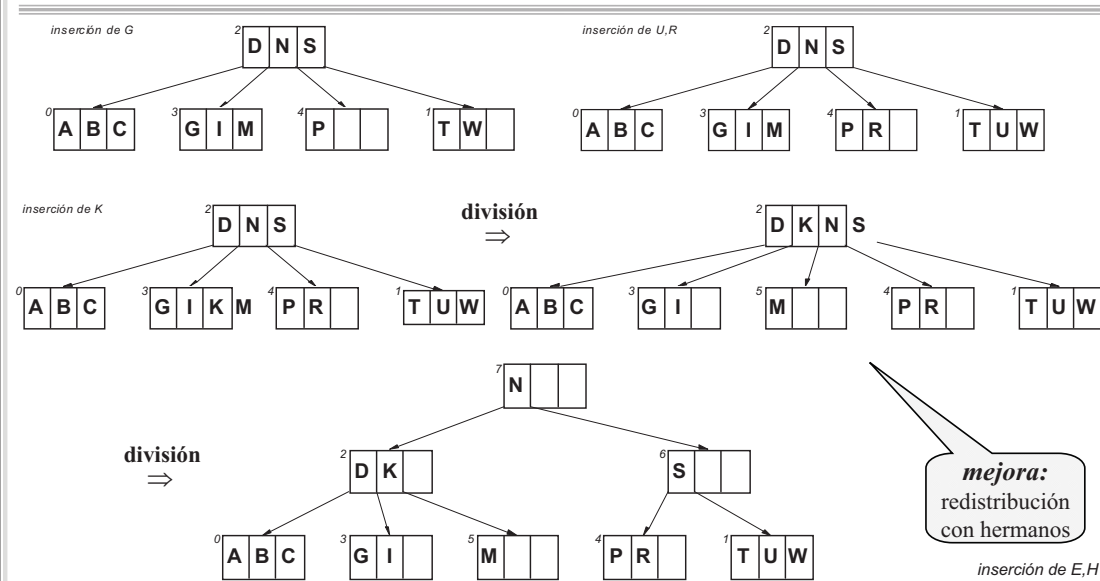 inserción de G
2 D N S
0 A B C 3 G I M 4 P 1 T W
inserción de U,R
2 D N S
0 A B C 3 G I M 4 P R 1 T U W
inserción de K
2 D N S
0 A B C 3 G I K M 4 P R 1 T U W
división
⇒
2 D K N S
0 A B C 3 G I 5 M 4 P R 1 T U W
división
⇒
7 N
2 D K 6 S
0 A B C 3 G I 5 M 4 P R 1 T U W
mejora:
redistribución
con hermanos
inserción de E,H